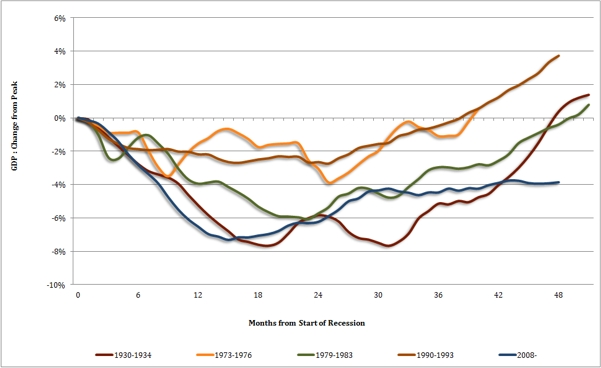 6%
4%
2%
0%
-2%
-4%
-6%
-8%
-10%
GDP : Change from Peak
0 6 12 18 24 30 36 42 48
Months from Start of Recession
1930-1934 1973-1976 1979-1983 1990-1993 2008-